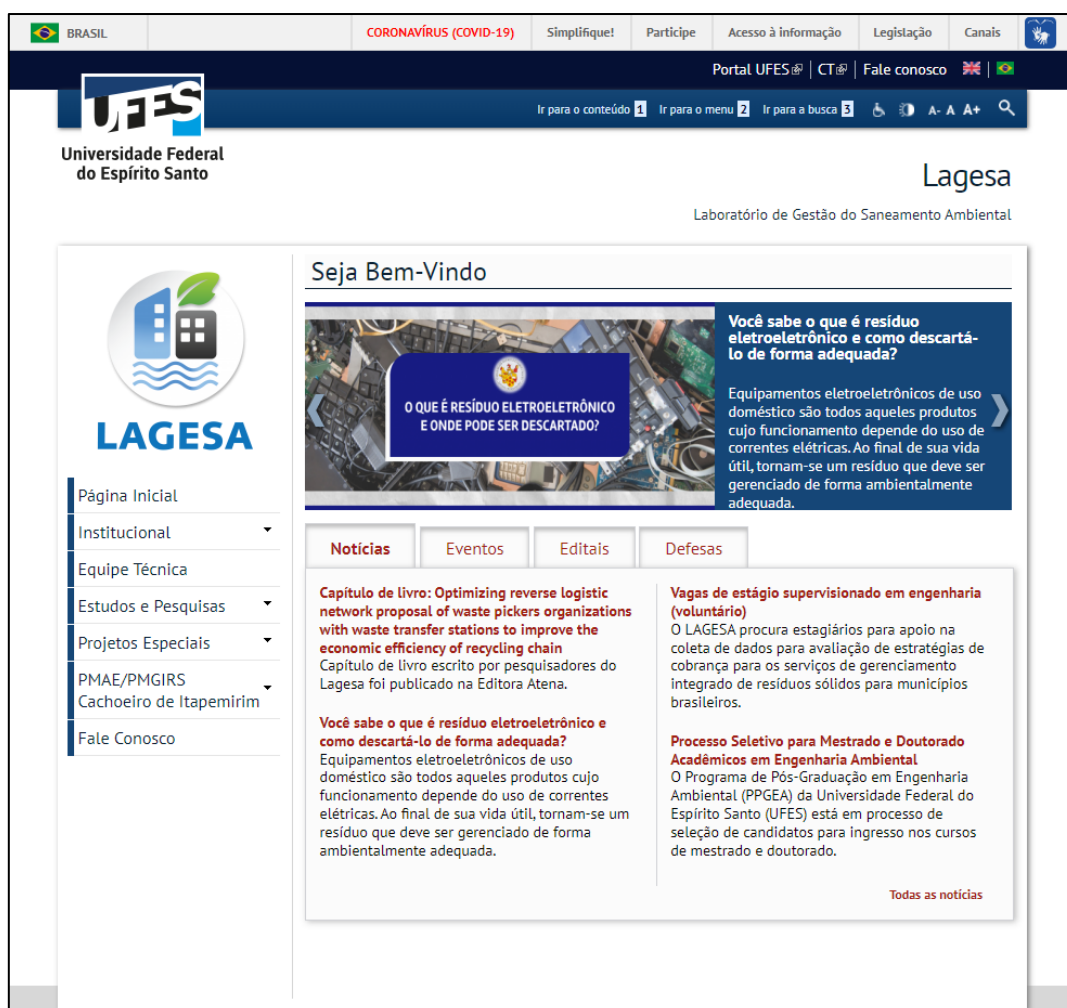 BRASIL
CORONAVÍRUS (COVID-19)
Simplifique!
Participe
Acesso à informação
Legislação
Canais
Portal UFES | CT | Fale conosco |
UFES
Ir para o conteúdo 1 Ir para o menu 2 Ir para a busca 3 A- A A+
Universidade Federal
do Espírito Santo
Lagesa
Laboratório de Gestão do Saneamento Ambiental
LAGESA
Página Inicial
Institucional
Equipe Técnica
Estudos e Pesquisas
Projetos Especiais
PMAE/PMGIRS
Cachoeiro de Itapemirim
Fale Conosco
Seja Bem-Vindo
O QUE É RESÍDUO ELETROELETRÔNICO
E ONDE PODE SER DESCARTADO?
Você sabe o que é resíduo
eletroeletrônico e como descartá-
lo de forma adequada?
Equipamentos eletroeletrônicos de uso
doméstico são todos aqueles produtos
cujo funcionamento depende do uso de
correntes elétricas. Ao final de sua vida
útil, tornam-se um resíduo que deve ser
gerenciado de forma ambientalmente
adequada.
Notícias
Eventos
Editais
Defesas
Capítulo de livro: Optimizing reverse logistic
network proposal of waste pickers organizations
with waste transfer stations to improve the
economic efficiency of recycling chain
Capítulo de livro escrito por pesquisadores do
Lagesa foi publicado na Editora Atena.
Você sabe o que é resíduo eletroeletrônico e
como descartá-lo de forma adequada?
Equipamentos eletroeletrônicos de uso
doméstico são todos aqueles produtos cujo
funcionamento depende do uso de correntes
elétricas. Ao final de sua vida útil, tornam-se um
resíduo que deve ser gerenciado de forma
ambientalmente adequada.
Vagas de estágio supervisionado em engenharia
(voluntário)
O LAGESA procura estagiários para apoio na
coleta de dados para avaliação de estratégias de
cobrança para os serviços de gerenciamento
integrado de resíduos sólidos para municípios
brasileiros.
Processo Seletivo para Mestrado e Doutorado
Acadêmicos em Engenharia Ambiental
O Programa de Pós-Graduação em Engenharia
Ambiental (PPGEA) da Universidade Federal do
Espírito Santo (UFES) está em processo de
seleção de candidatos para ingresso nos cursos
de mestrado e doutorado.
Todas as notícias